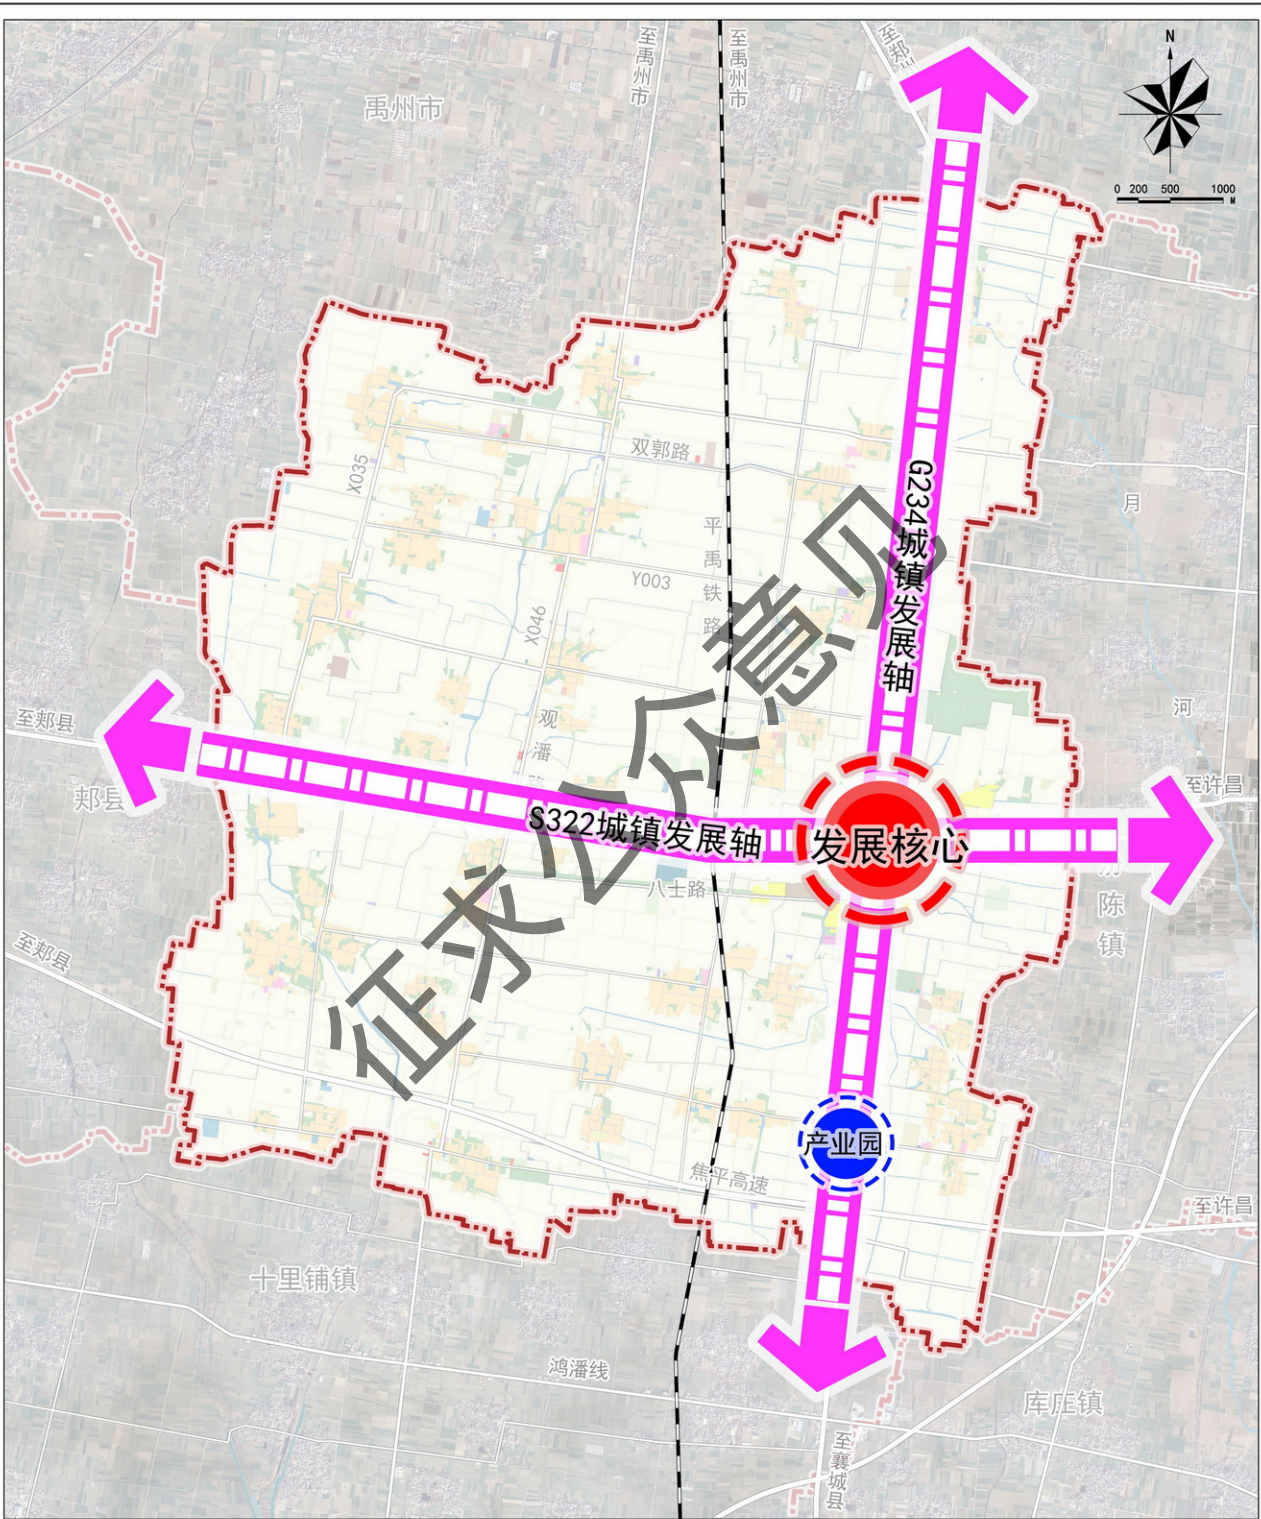 至禹州市
至禹州市
至郑州
N
禹州市
0 200 500 1000
M
双郭路
X035
G234城镇发展轴
月
平禹铁路
Y003
X046
至郏县
观潘路
河
郏县
至许昌
S322城镇发展轴
发展核心
八士路
陈镇
至郏县
征求公众意见
产业园
焦平高速
至许昌
十里铺镇
鸿潘线
库庄镇
至襄城县